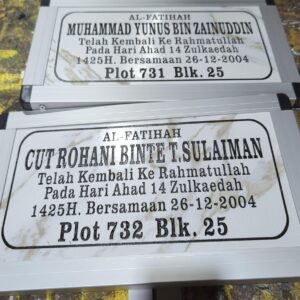 AL-FATIHAH
MUHAMMAD YUNUS BIN ZAINUDDIN
Telah Kembali Ke Rahmatullah
Pada Hari Ahad 14 Zulkaedah
1425H. Bersamaan 26-12-2004
Plot 731 Blk. 25
AL-FATIHAH
CUT ROHANI BINTE T. SULAIMAN
Telah Kembali Ke Rahmatullah
Pada Hari Ahad 14 Zulkaedah
1425H. Bersamaan 26-12-2004
Plot 732 Blk. 25